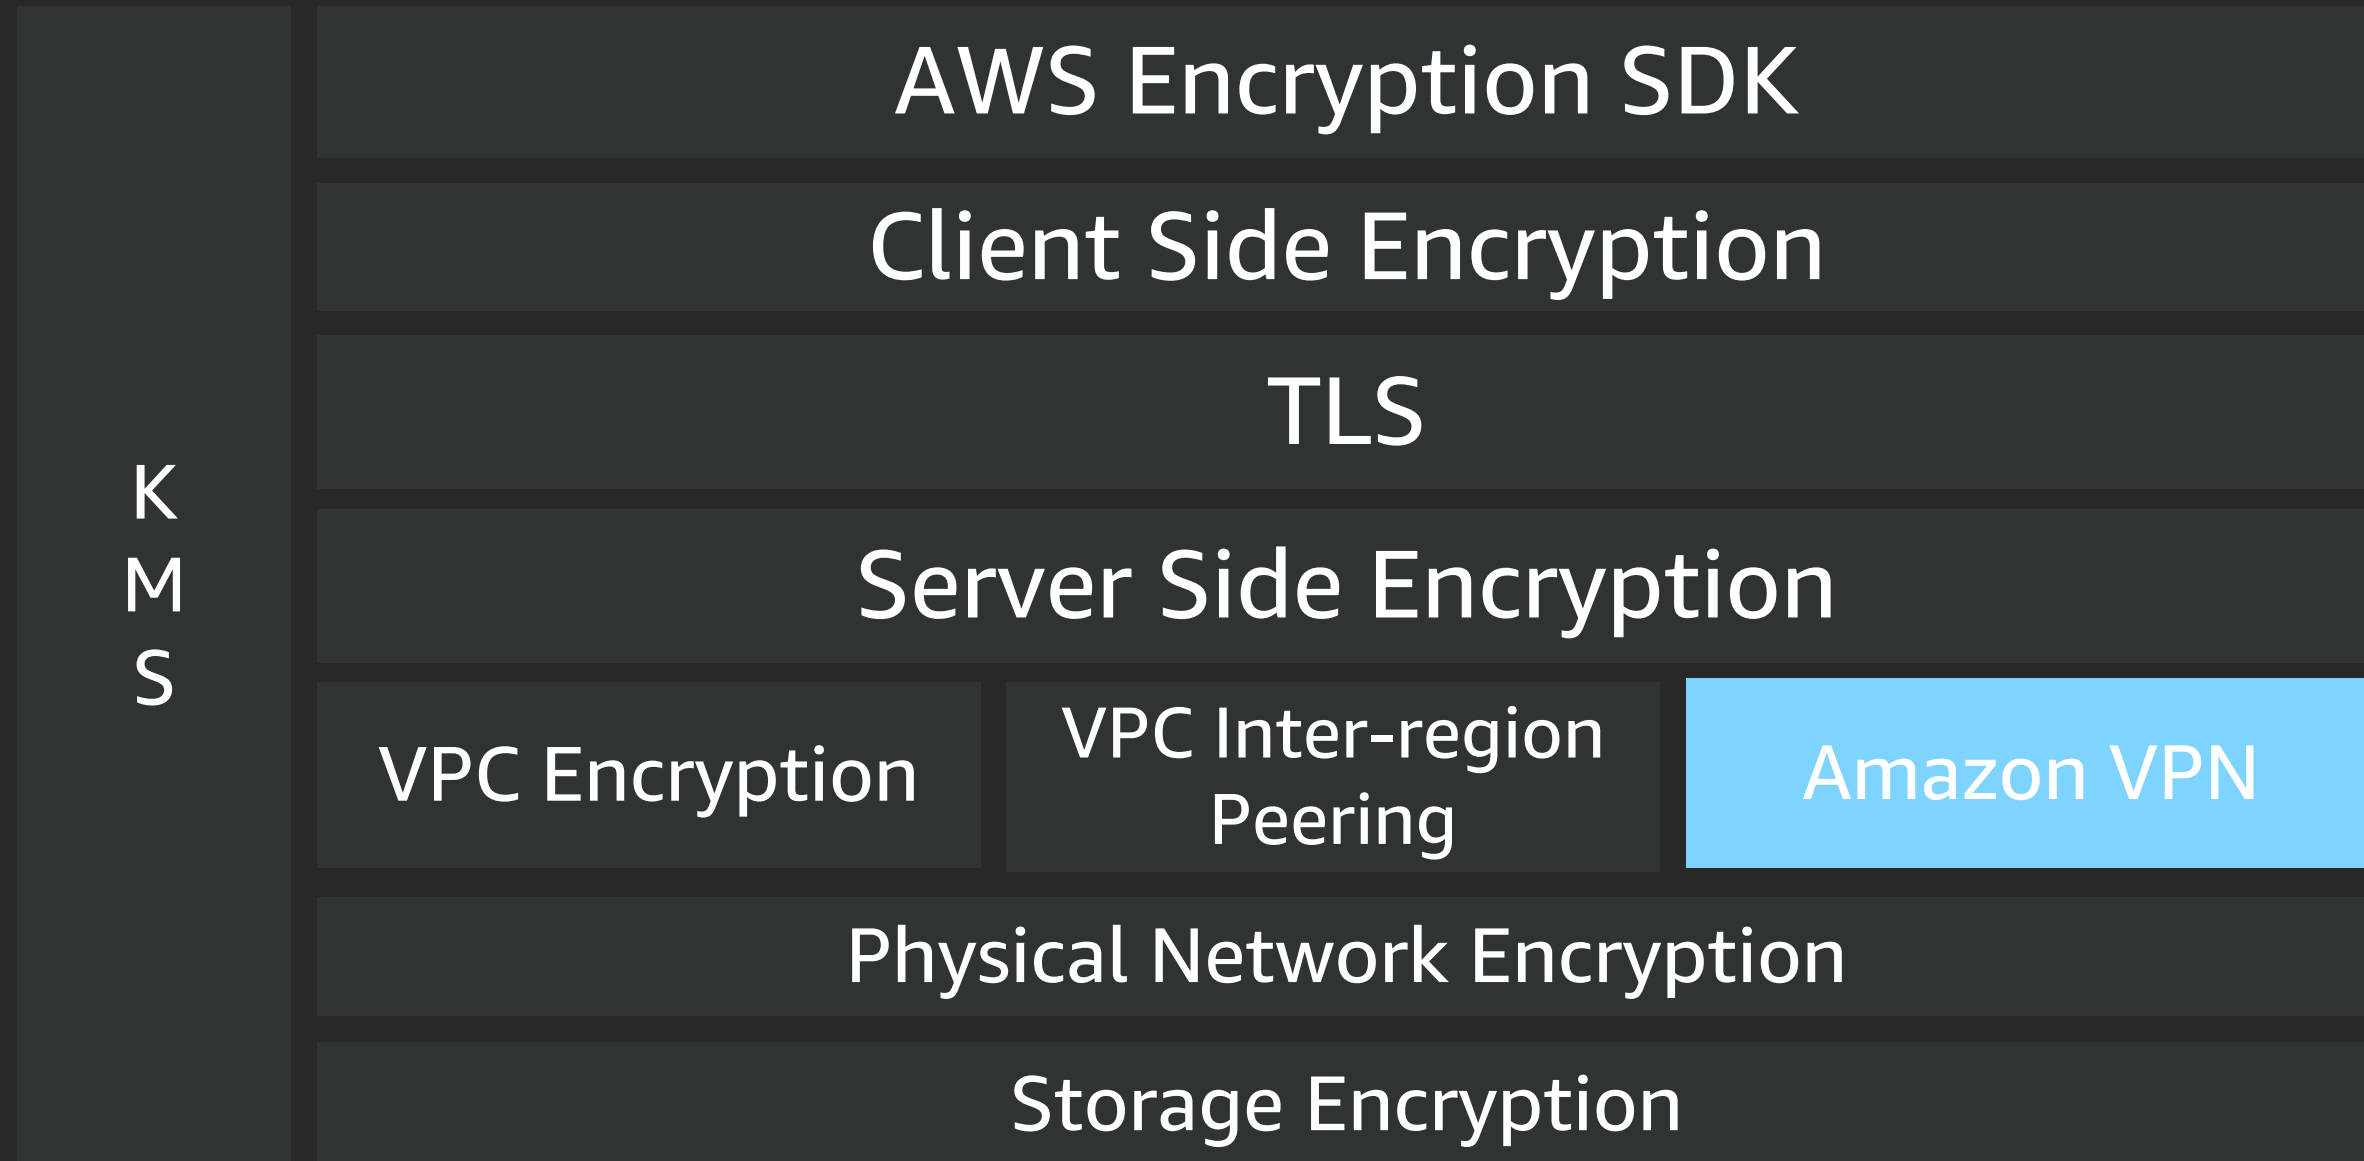 K
M
S
AWS Encryption SDK
Client Side Encryption
TLS
Server Side Encryption
VPC Encryption
VPC Inter-region
Peering
Amazon VPN
Physical Network Encryption
Storage Encryption